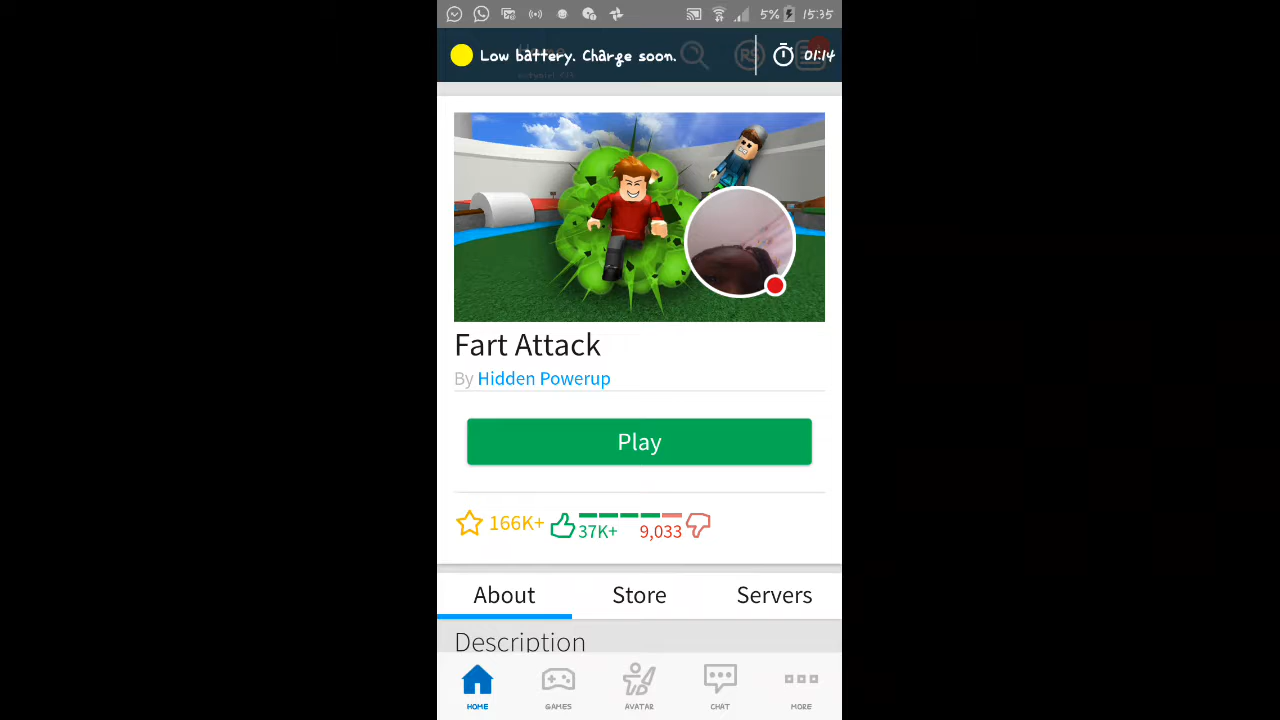 5% 15:35
Low battery. Charge soon.
01:14
Fart Attack
By Hidden Powerup
Play
166K+
37K+
9,033
About
Store
Servers
Description
HOME
GAMES
AVATAR
CHAT
MORE